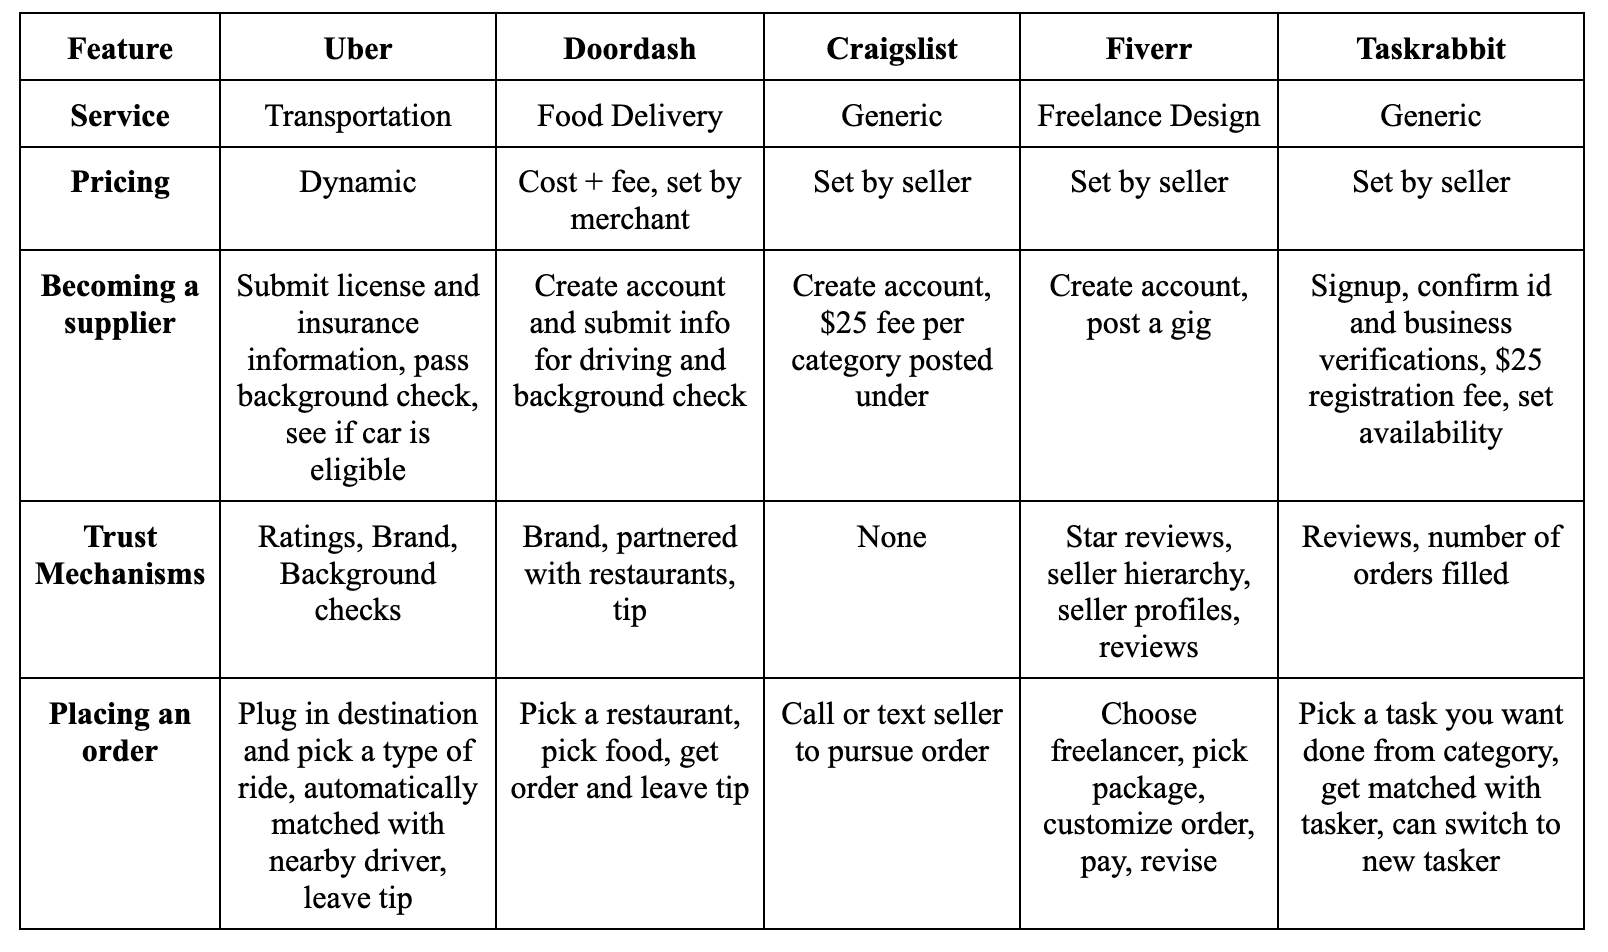 Feature
Uber
Doordash
Craigslist
Fiverr
Taskrabbit
Service
Transportation
Food Delivery
Generic
Freelance Design
Generic
Pricing
Dynamic
Cost + fee, set by
merchant
Set by seller
Set by seller
Set by seller
Becoming a
supplier
Submit license and
insurance
information, pass
background check,
see if car is
eligible
Create account
and submit info
for driving and
background check
Create account,
$25 fee per
category posted
under
Create account,
post a gig
Signup, confirm id
and business
verifications, $25
registration fee, set
availability
Trust
Mechanisms
Ratings, Brand,
Background
checks
Brand, partnered
with restaurants,
tip
None
Star reviews,
seller hierarchy,
seller profiles,
reviews
Reviews, number of
orders filled
Placing an
order
Plug in destination
and pick a type of
ride, automatically
matched with
nearby driver,
leave tip
Pick a restaurant,
pick food, get
order and leave tip
Call or text seller
to pursue order
Choose
freelancer, pick
package,
customize order,
pay, revise
Pick a task you want
done from category,
get matched with
tasker, can switch to
new tasker